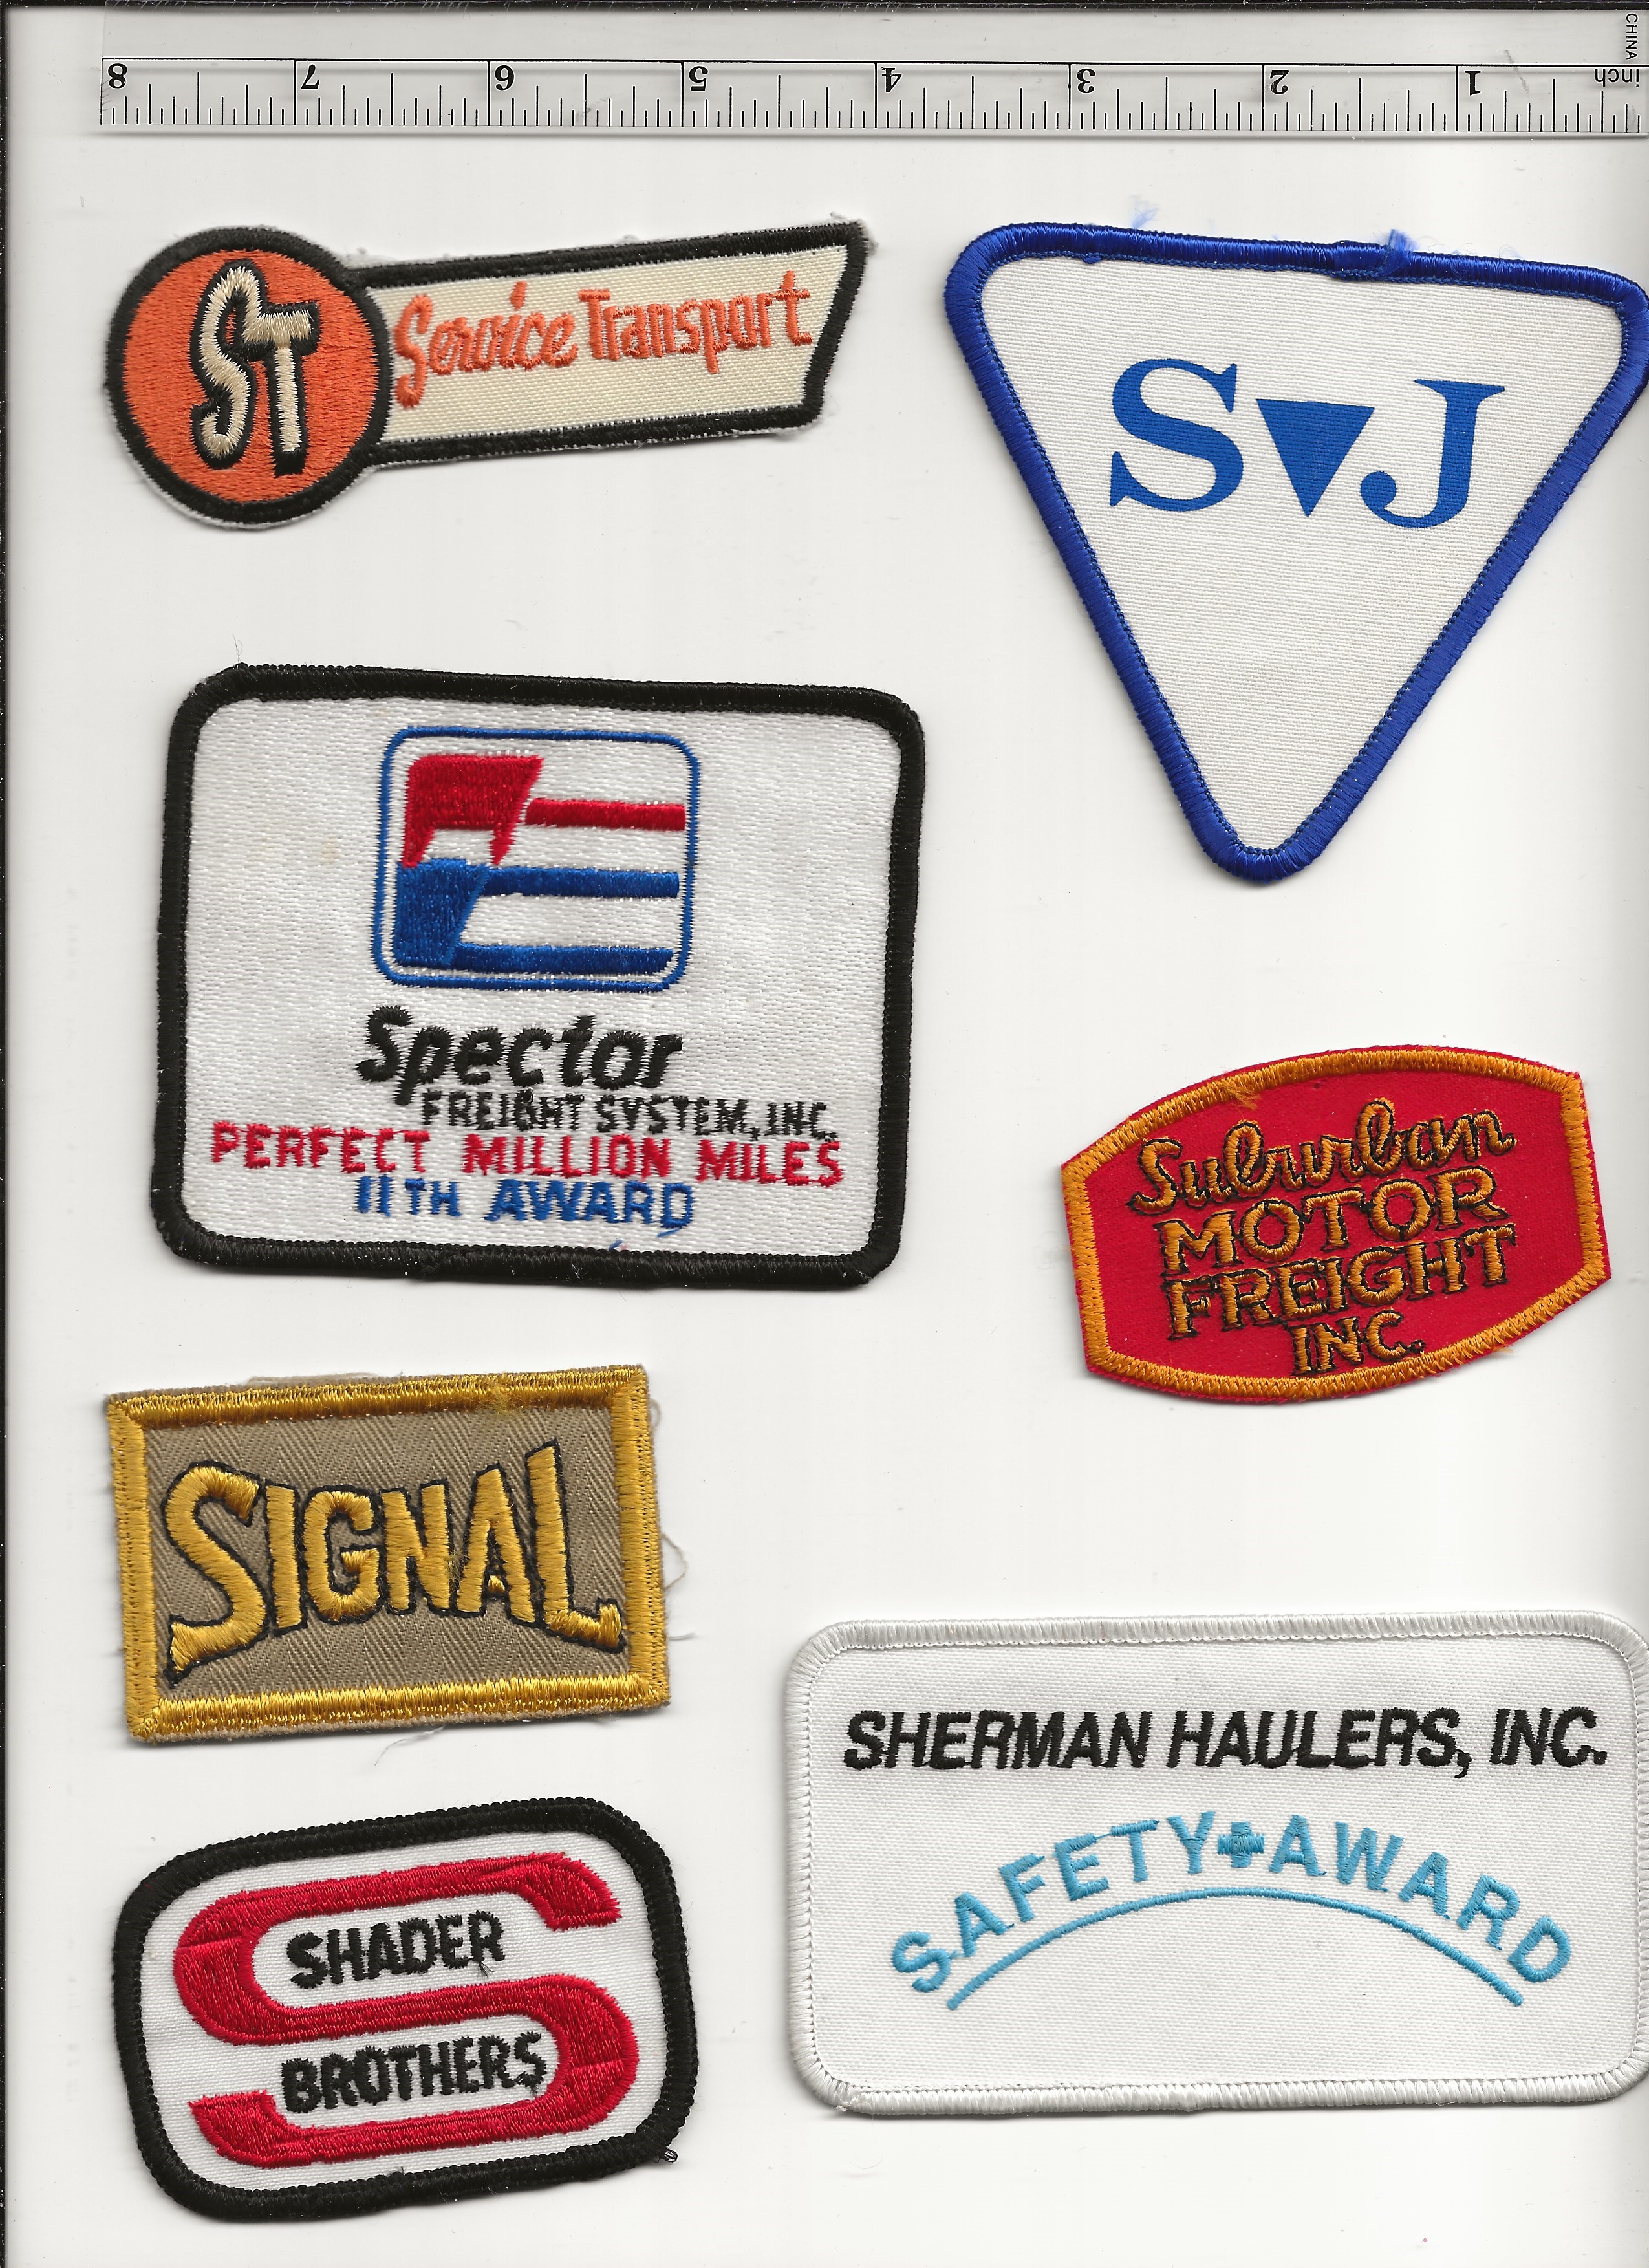 CHINA
inch
8 7 6 5 4 3 2 1
ST
Service Transport
S▼J
Spector
FREIGHT SYSTEM, INC.
PERFECT MILLION MILES
11TH AWARD
Suburban
MOTOR
FREIGHT
INC.
SIGNAL
SHERMAN HAULERS, INC.
SAFETY✚AWARD
SHADER
BROTHERS